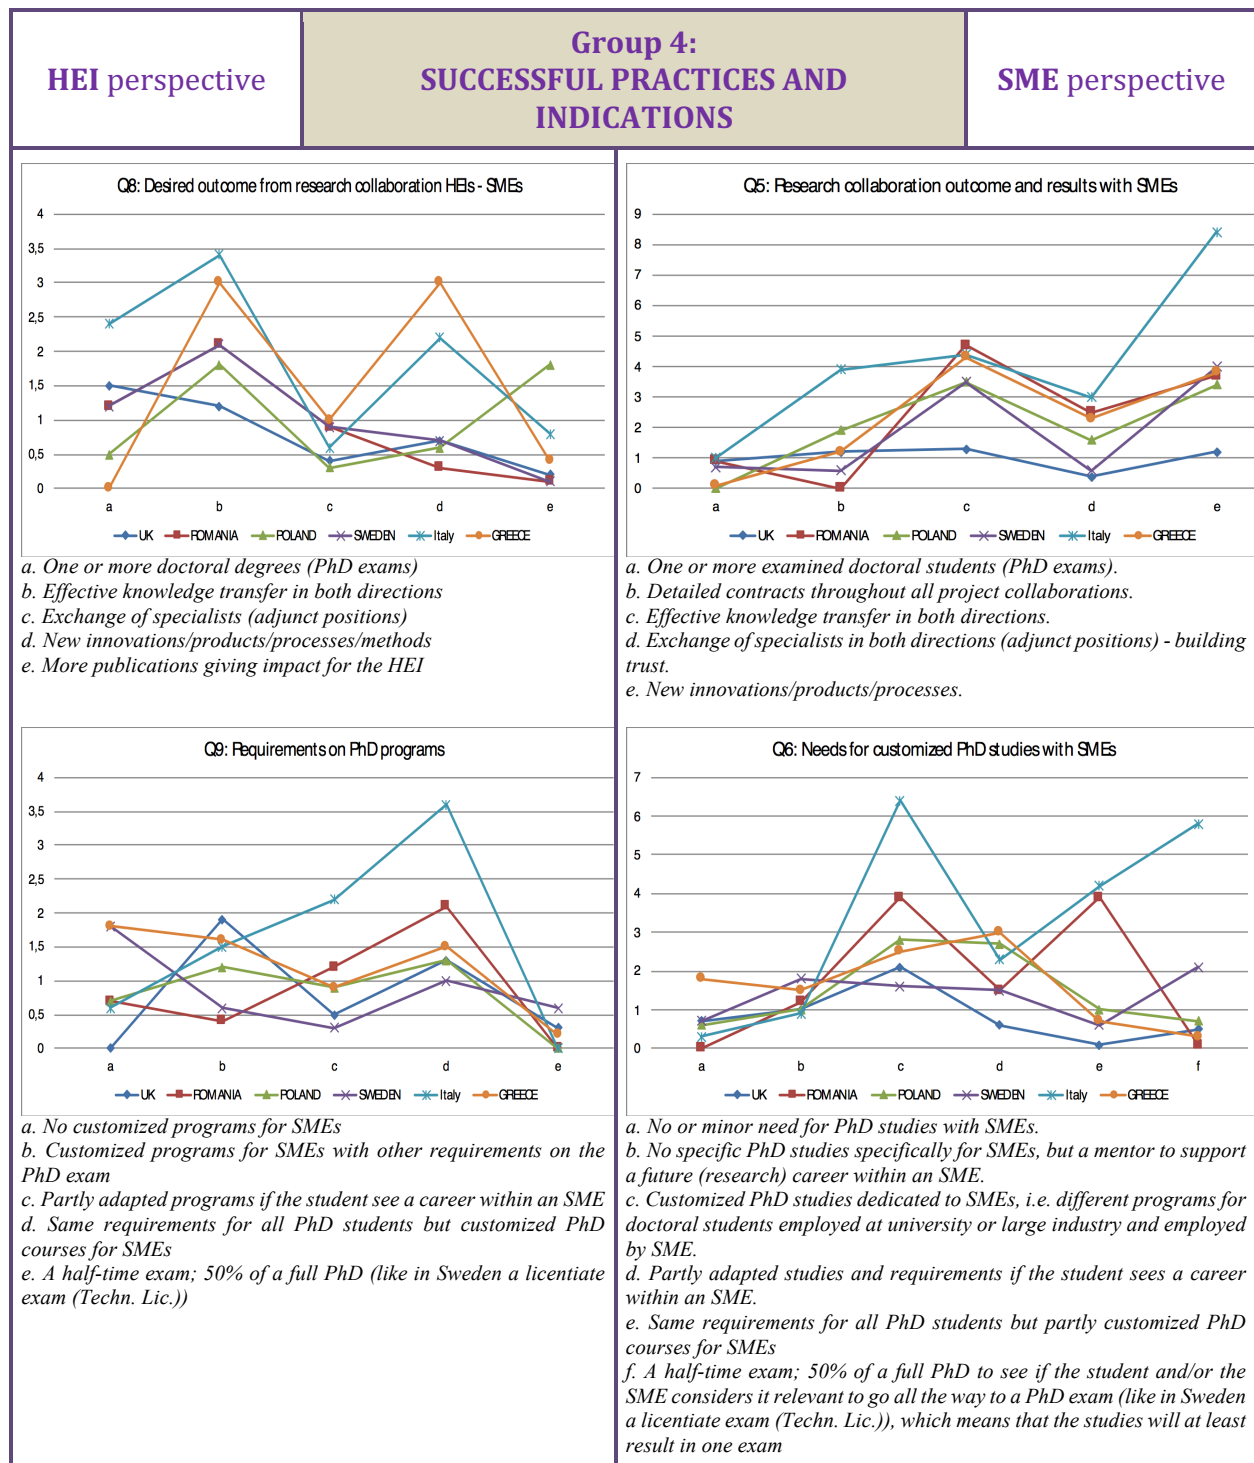 HEI perspective
Group 4:
SUCCESSFUL PRACTICES AND
INDICATIONS
SME perspective
Q8: Desired outcome from research collaboration HEIs - SMEs
4
3,5
3
2,5
2
1,5
1
0,5
0
a b c d e
UK ROMANIA POLAND SWEDEN Italy GREECE
a. One or more doctoral degrees (PhD exams)
b. Effective knowledge transfer in both directions
c. Exchange of specialists (adjunct positions)
d. New innovations/products/processes/methods
e. More publications giving impact for the HEI
Q5: Research collaboration outcome and results with SMEs
9
8
7
6
5
4
3
2
1
0
a b c d e
UK ROMANIA POLAND SWEDEN Italy GREECE
a. One or more examined doctoral students (PhD exams).
b. Detailed contracts throughout all project collaborations.
c. Effective knowledge transfer in both directions.
d. Exchange of specialists in both directions (adjunct positions) - building
trust.
e. New innovations/products/processes.
Q9: Requirements on PhD programs
4
3,5
3
2,5
2
1,5
1
0,5
0
a b c d e
UK ROMANIA POLAND SWEDEN Italy GREECE
a. No customized programs for SMEs
b. Customized programs for SMEs with other requirements on the
PhD exam
c. Partly adapted programs if the student see a career within an SME
d. Same requirements for all PhD students but customized PhD
courses for SMEs
e. A half-time exam; 50% of a full PhD (like in Sweden a licentiate
exam (Techn. Lic.))
Q6: Needs for customized PhD studies with SMEs
7
6
5
4
3
2
1
0
a b c d e f
UK ROMANIA POLAND SWEDEN Italy GREECE
a. No or minor need for PhD studies with SMEs.
b. No specific PhD studies specifically for SMEs, but a mentor to support
a future (research) career within an SME.
c. Customized PhD studies dedicated to SMEs, i.e. different programs for
doctoral students employed at university or large industry and employed
by SME.
d. Partly adapted studies and requirements if the student sees a career
within an SME.
e. Same requirements for all PhD students but partly customized PhD
courses for SMEs
f. A half-time exam; 50% of a full PhD to see if the student and/or the
SME considers it relevant to go all the way to a PhD exam (like in Sweden
a licentiate exam (Techn. Lic.)), which means that the studies will at least
result in one exam